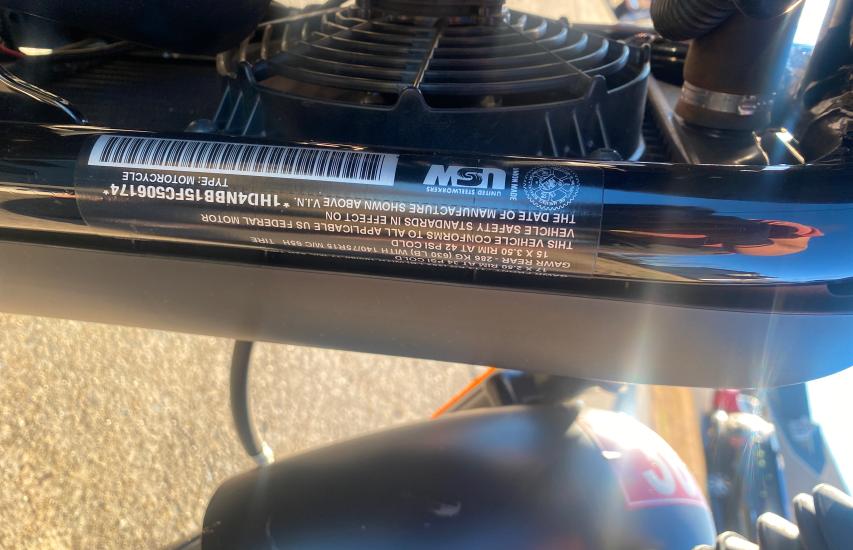 GAWR REAR - 286 KG (630 LB) WITH 140/75R15 M/C 65H TIRE
15 X 3.50 RIM AT 42 PSI COLD
THIS VEHICLE CONFORMS TO ALL APPLICABLE US FEDERAL MOTOR
VEHICLE SAFETY STANDARDS IN EFFECT ON
THE DATE OF MANUFACTURE SHOWN ABOVE V.I.N. *1HD4NBB15FC506174*
TYPE: MOTORCYCLE
UNION MADE
USW
UNITED STEELWORKERS